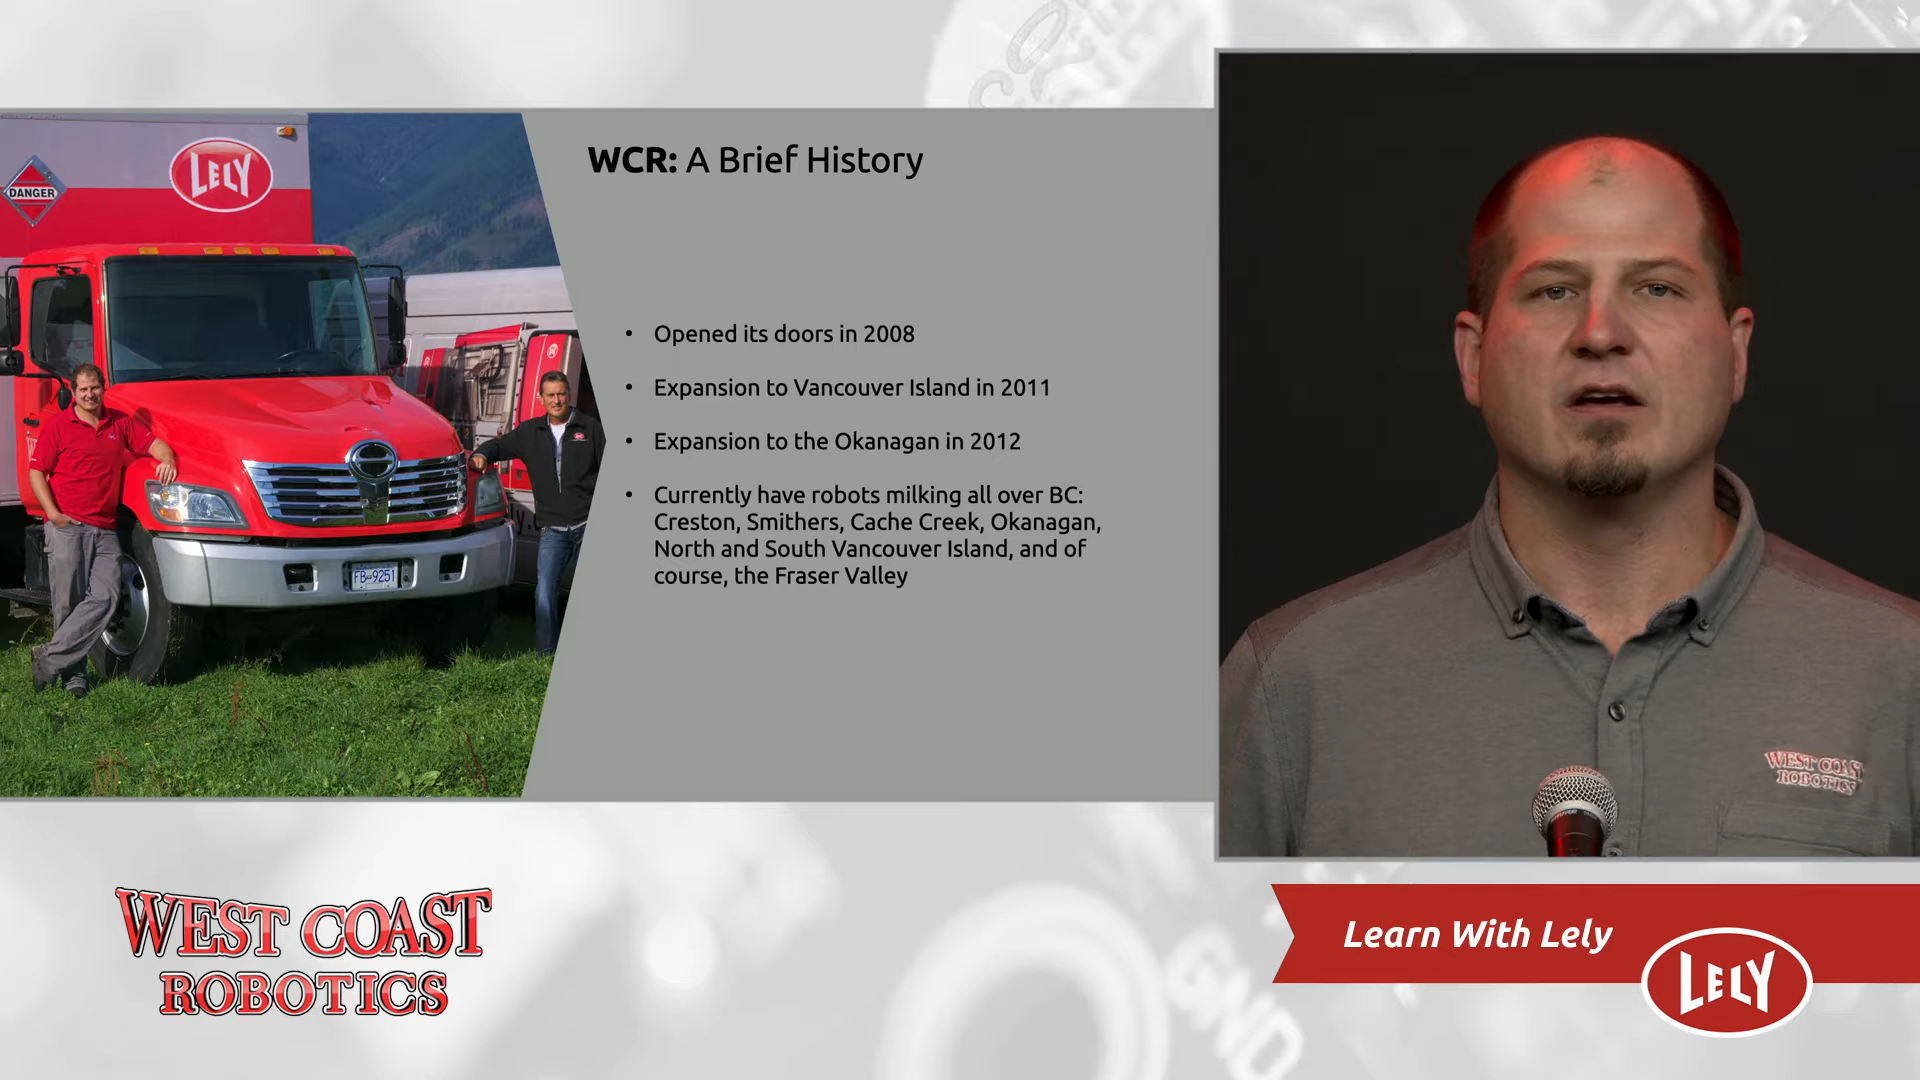 LELY
DANGER
FB 9251
WCR: A Brief History
• Opened its doors in 2008
• Expansion to Vancouver Island in 2011
• Expansion to the Okanagan in 2012
• Currently have robots milking all over BC:
Creston, Smithers, Cache Creek, Okanagan,
North and South Vancouver Island, and of
course, the Fraser Valley
WEST COAST
ROBOTICS
WEST COAST
ROBOTICS
Learn With Lely
LELY
GND